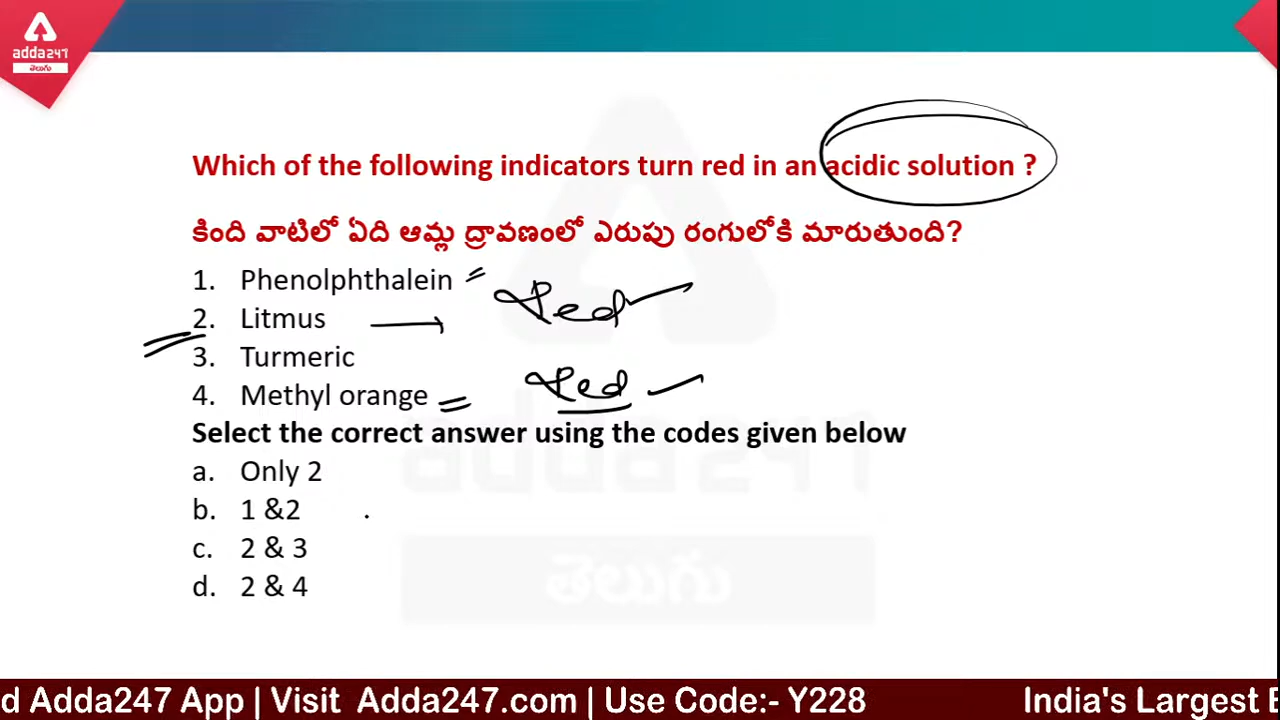 adda247
తెలుగు
Which of the following indicators turn red in an acidic solution ?
కింది వాటిలో ఏది ఆమ్ల ద్రావణంలో ఎరుపు రంగులోకి మారుతుంది?
1. Phenolphthalein
Red
2. Litmus
3. Turmeric
4. Methyl orange
Red
Select the correct answer using the codes given below
a. Only 2
b. 1 &2
c. 2 & 3
d. 2 & 4
adda247
తెలుగు
d Adda247 App | Visit Adda247.com | Use Code:- Y228 India's Largest E